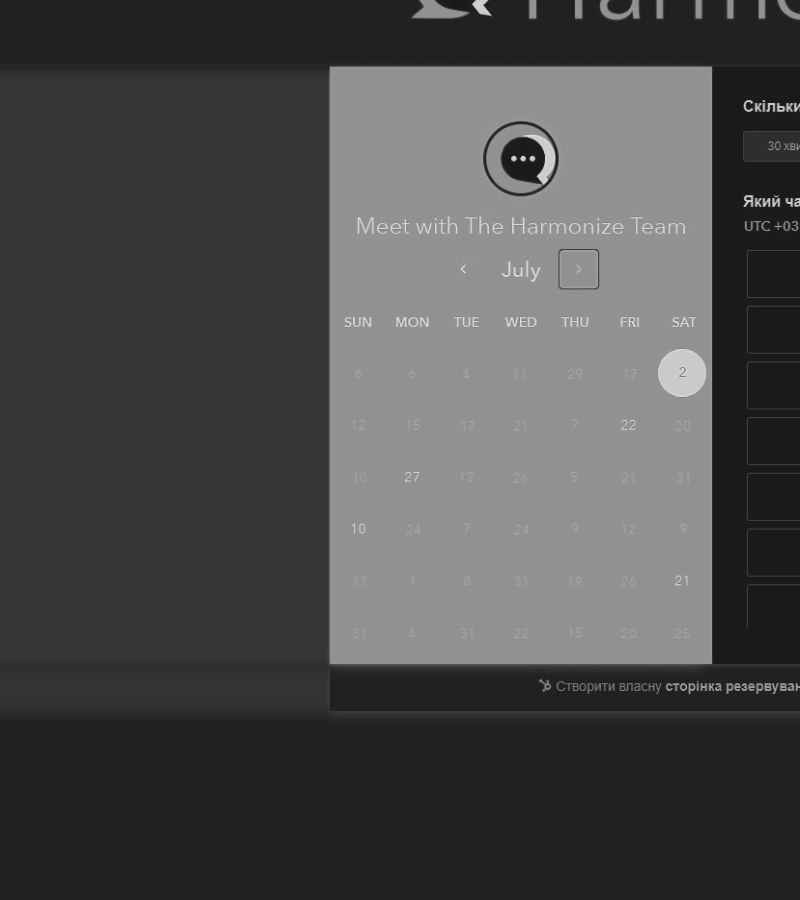 Harmo
Meet with The Harmonize Team
July
SUN MON TUE WED THU FRI SAT
6 6 4 11 29 17 2
12 15 17 21 7 22 20
10 27 12 26 5 21 31
10 24 7 24 9 12 9
17 1 8 31 19 26 21
31 6 31 22 15 20 25
Скільки
30 хви
Який ча
UTC +03
Створити власну сторінка резервуван